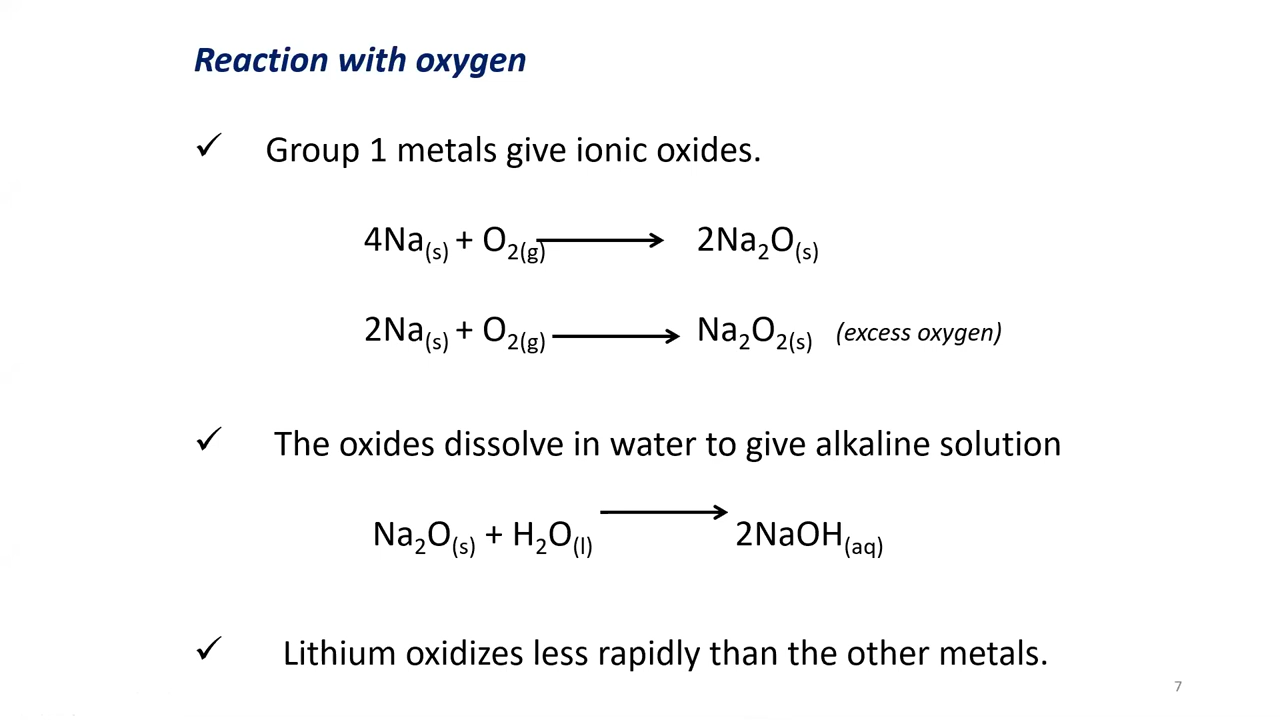 Reaction with oxygen
✓ Group 1 metals give ionic oxides.
4Na(s) + O2(g) ⟶ 2Na2O(s)
2Na(s) + O2(g) ⟶ Na2O2(s) (excess oxygen)
✓ The oxides dissolve in water to give alkaline solution
Na2O(s) + H2O(l) ⟶ 2NaOH(aq)
✓ Lithium oxidizes less rapidly than the other metals.
7